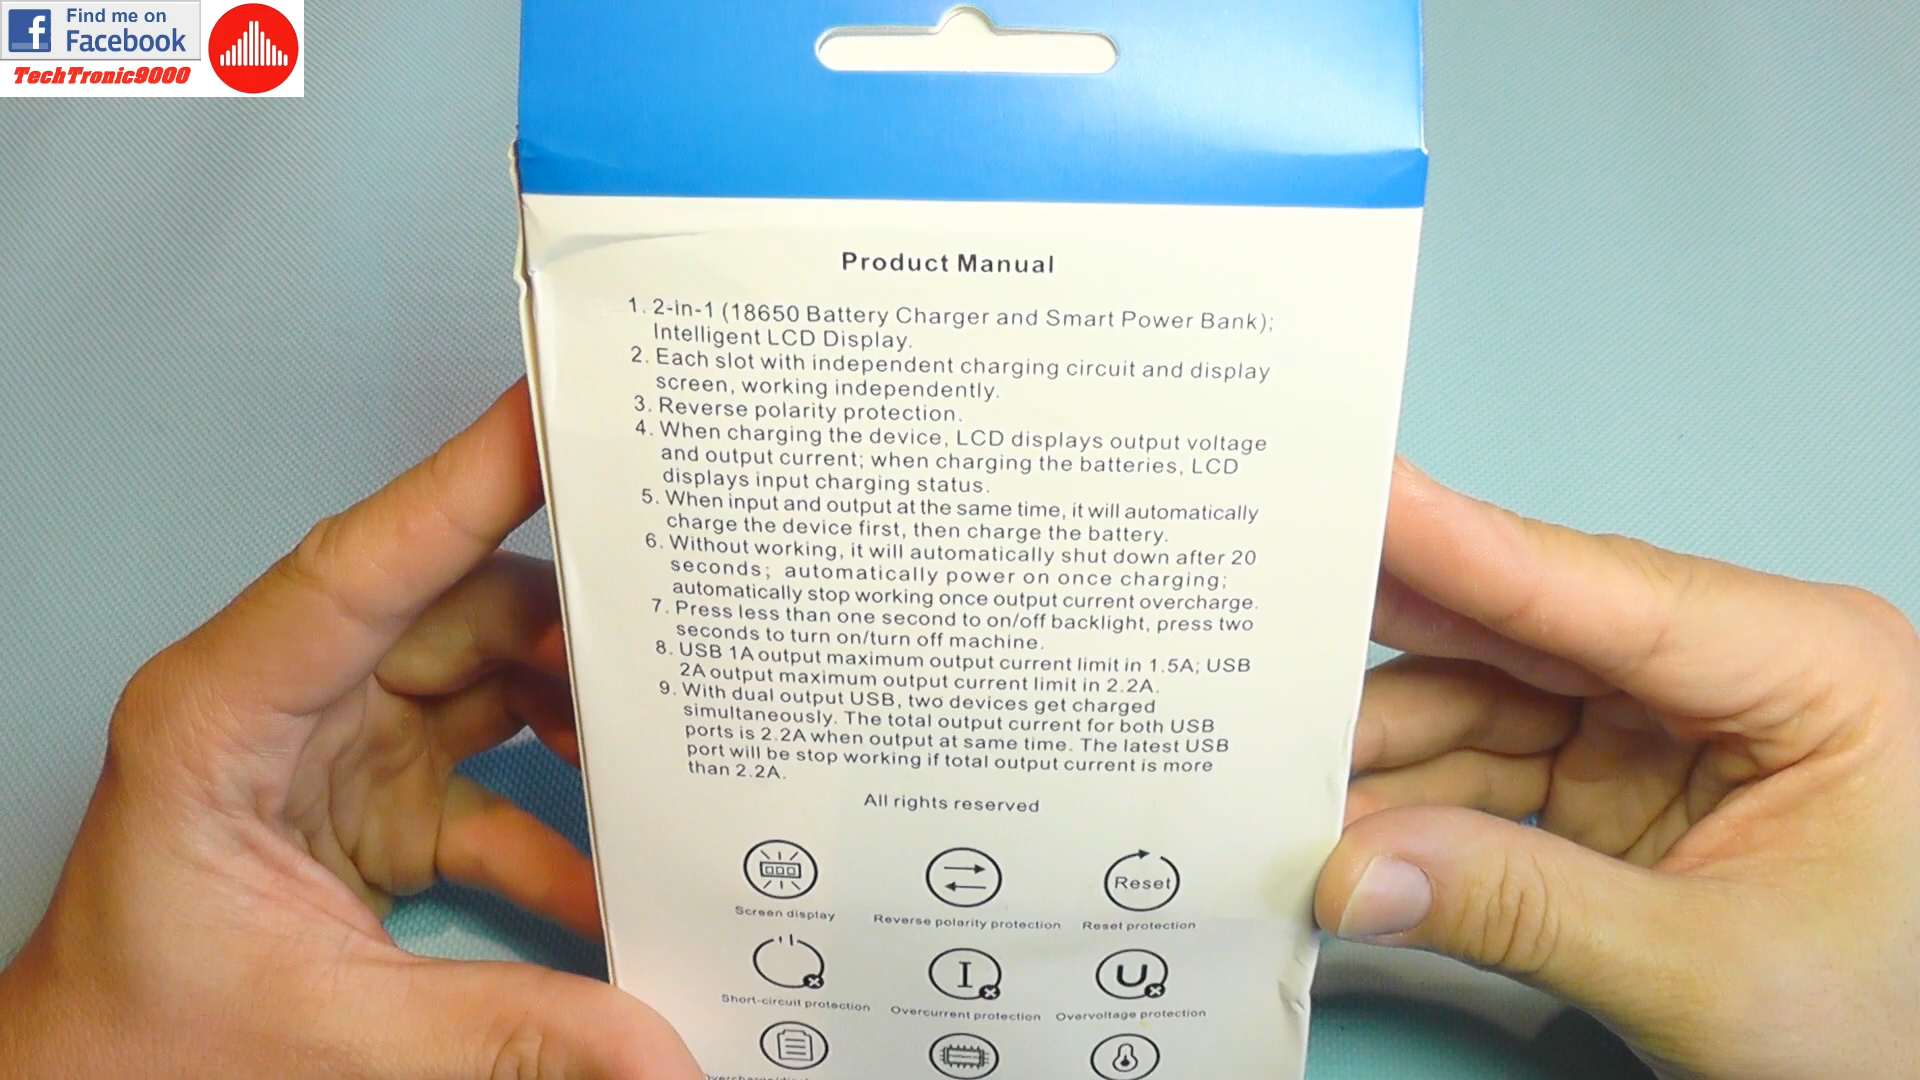 Find me on
Facebook
TechTronic9000
Product Manual
1. 2-in-1 (18650 Battery Charger and Smart Power Bank);
Intelligent LCD Display.
2. Each slot with independent charging circuit and display
screen, working independently.
3. Reverse polarity protection.
4. When charging the device, LCD displays output voltage
and output current; when charging the batteries, LCD
displays input charging status.
5. When input and output at the same time, it will automatically
charge the device first, then charge the battery.
6. Without working, it will automatically shut down after 20
seconds; automatically power on once charging;
automatically stop working once output current overcharge.
7. Press less than one second to on/off backlight, press two
seconds to turn on/turn off machine.
8. USB 1A output maximum output current limit in 1.5A; USB
2A output maximum output current limit in 2.2A.
9. With dual output USB, two devices get charged
simultaneously. The total output current for both USB
ports is 2.2A when output at same time. The latest USB
port will be stop working if total output current is more
than 2.2A.
All rights reserved
Reset
Screen display Reverse polarity protection Reset protection
I U
Short-circuit protection Overcurrent protection Overvoltage protection